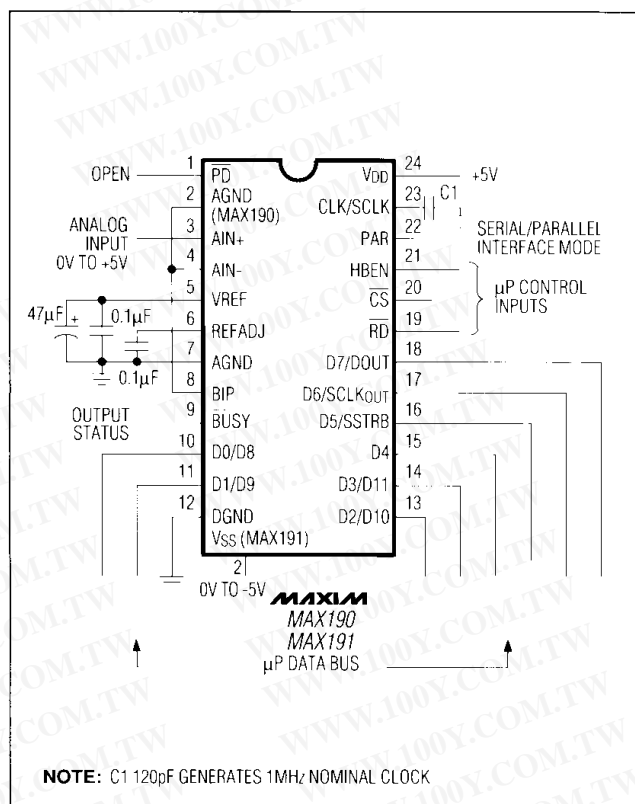 OPEN
1
PD
2
AGND
(MAX190)
ANALOG
INPUT
0V TO +5V
3
AIN+
4
AIN-
5
VREF
47µF
+
0.1µF
6
REFADJ
7
AGND
0.1µF
8
BIP
9
BUSY
OUTPUT
STATUS
10
D0/D8
11
D1/D9
12
DGND
VSS (MAX191)
2
0V TO -5V
24
VDD
+5V
23
CLK/SCLK
C1
22
PAR
SERIAL/PARALLEL
INTERFACE MODE
21
HBEN
20
CS
µP CONTROL
INPUTS
19
RD
18
D7/DOUT
17
D6/SCLKOUT
16
D5/SSTRB
15
D4
14
D3/D11
13
D2/D10
MAXIM
MAX190
MAX191
µP DATA BUS
NOTE: C1 120pF GENERATES 1MHz NOMINAL CLOCK
WWW.100Y.COM.TW